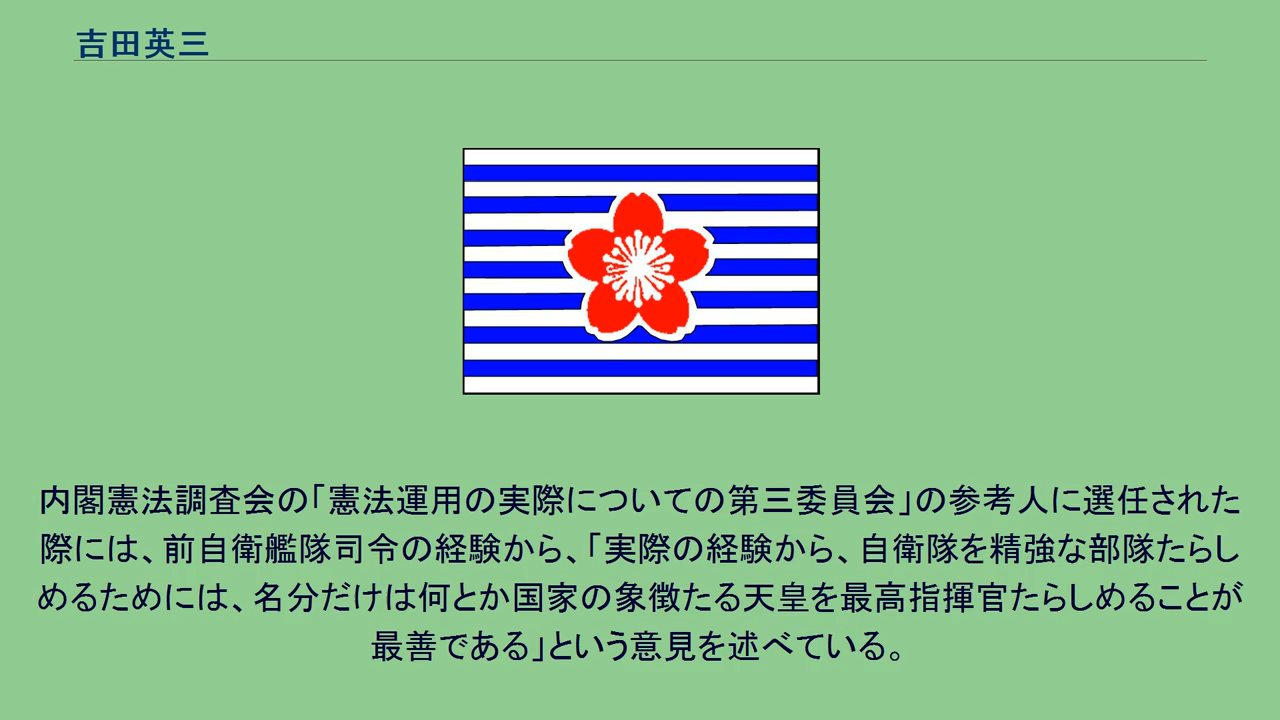 吉田英三
内閣憲法調査会の「憲法運用の実際についての第三委員会」の参考人に選任された
際には、前自衛艦隊司令の経験から、「実際の経験から、自衛隊を精強な部隊たらし
めるためには、名分だけは何とか国家の象徴たる天皇を最高指揮官たらしめることが
最善である」という意見を述べている。